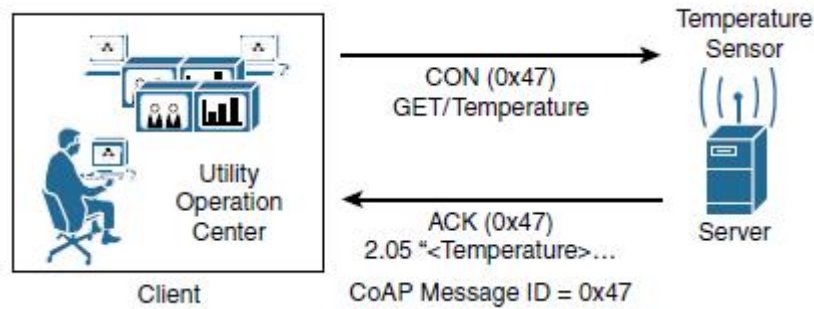 Temperature
Sensor
CON (0x47)
GET/Temperature
Utility
Operation
Center
ACK (0x47)
2.05 “<Temperature>…
Server
Client
CoAP Message ID = 0x47